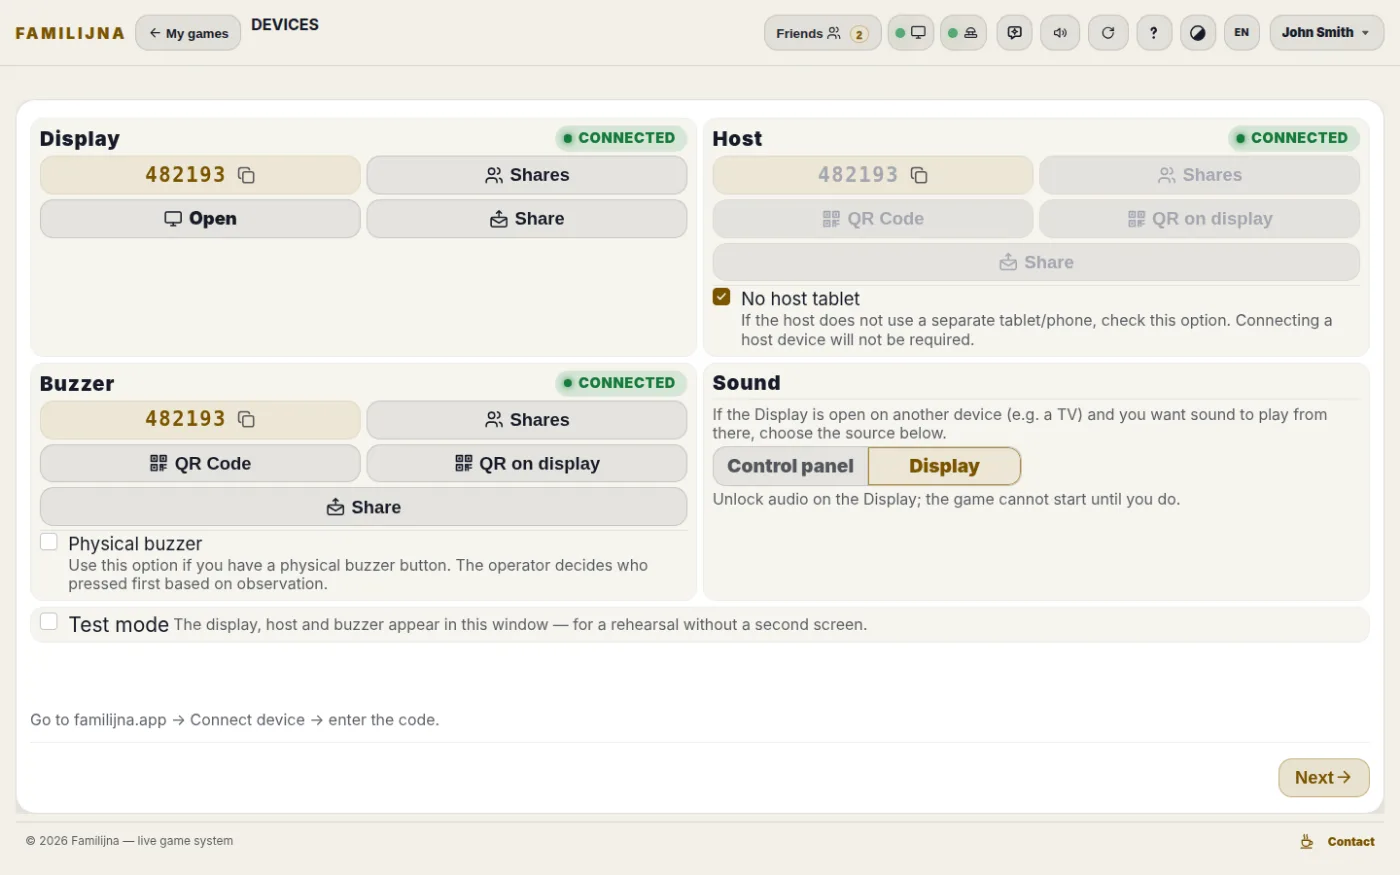 FAMILIJNA
← My games
DEVICES
Friends 2
?
EN
John Smith
Display
CONNECTED
482193
Shares
Open
Share
Host
CONNECTED
482193
Shares
QR Code
QR on display
Share
No host tablet
If the host does not use a separate tablet/phone, check this option. Connecting a
host device will not be required.
Buzzer
CONNECTED
482193
Shares
QR Code
QR on display
Share
Physical buzzer
Use this option if you have a physical buzzer button. The operator decides who
pressed first based on observation.
Sound
If the Display is open on another device (e.g. a TV) and you want sound to play from
there, choose the source below.
Control panel
Display
Unlock audio on the Display; the game cannot start until you do.
Test mode The display, host and buzzer appear in this window — for a rehearsal without a second screen.
Go to familijna.app → Connect device → enter the code.
Next →
© 2026 Familijna — live game system
Contact